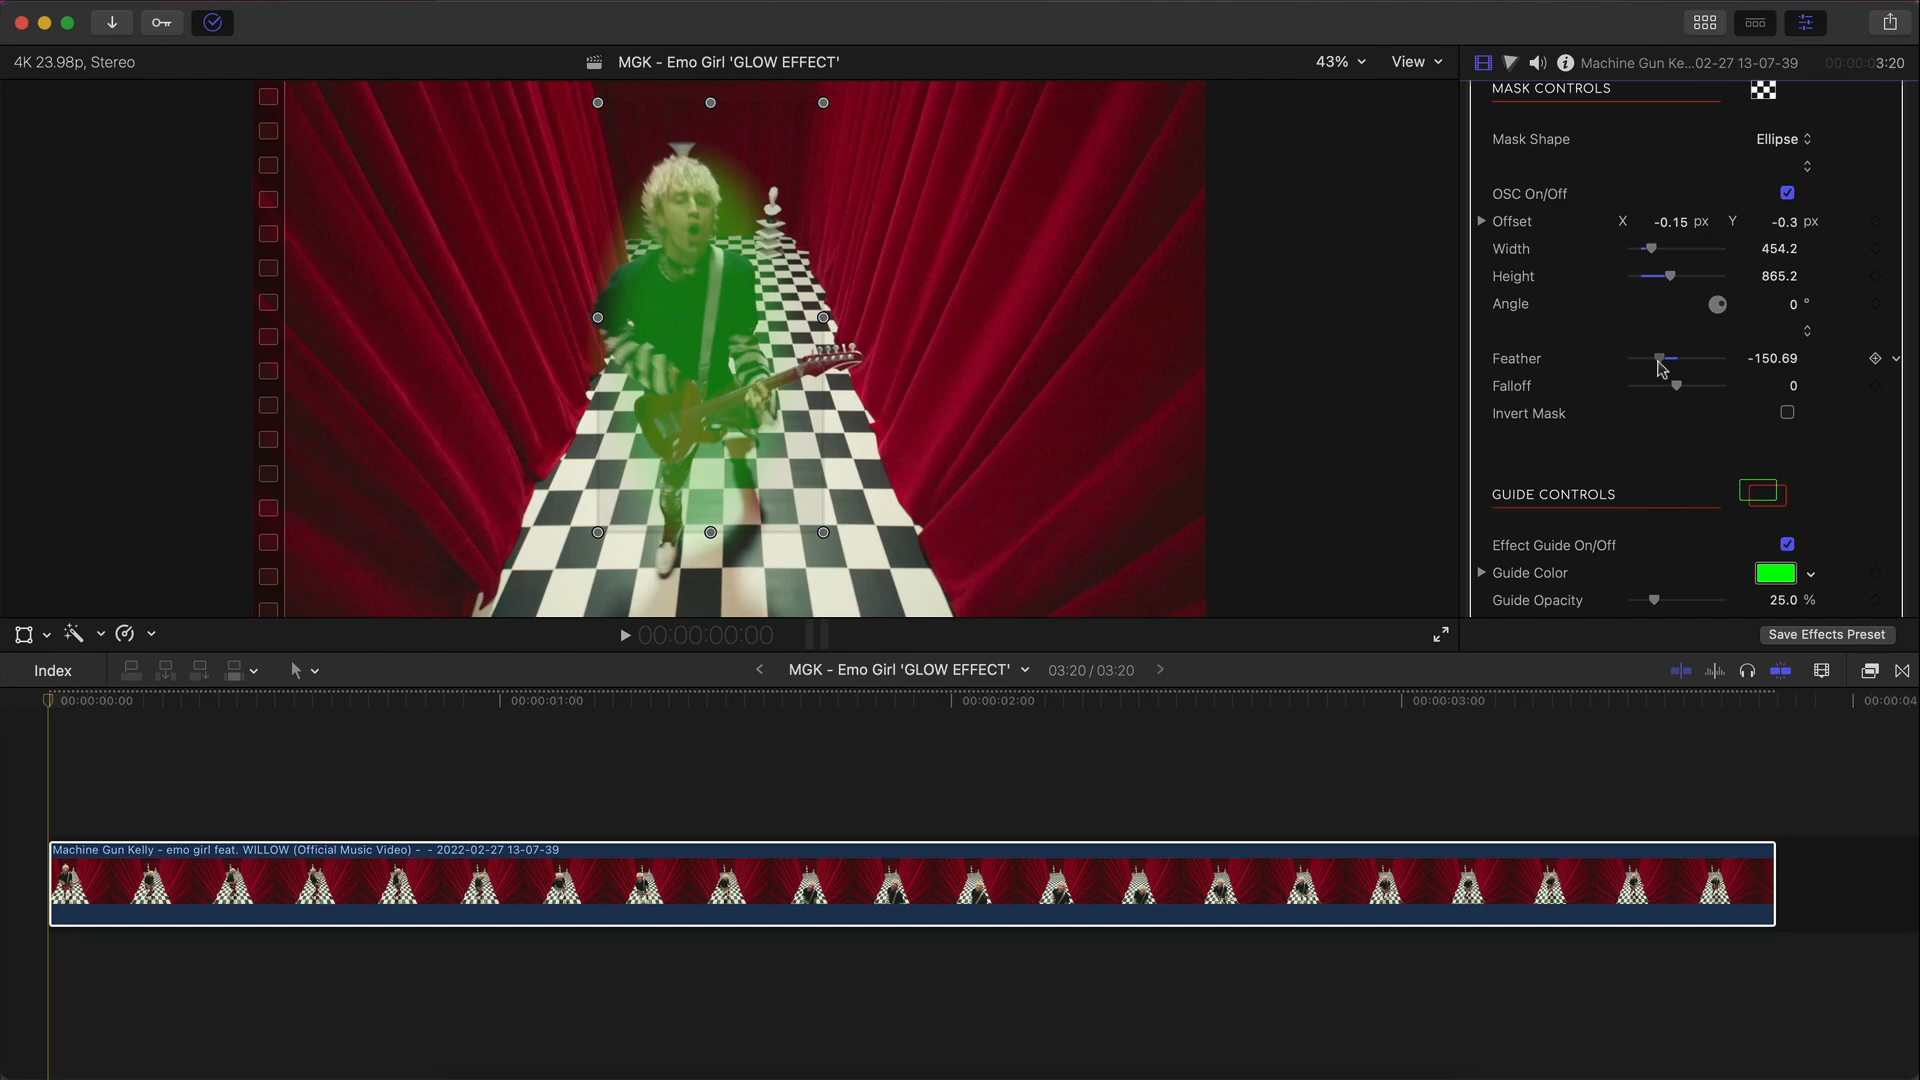 4K 23.98p, Stereo
MGK - Emo Girl 'GLOW EFFECT'
43%
View
Machine Gun Ke...02-27 13-07-39
00:00:03:20
MASK CONTROLS
Mask Shape
Ellipse
OSC On/Off
Offset
X
-0.15 px
Y
-0.3 px
Width
454.2
Height
865.2
Angle
0 °
Feather
-150.69
Falloff
0
Invert Mask
GUIDE CONTROLS
Effect Guide On/Off
Guide Color
Guide Opacity
25.0 %
00:00:00:00
Save Effects Preset
Index
MGK - Emo Girl 'GLOW EFFECT'
03:20 / 03:20
00:00:00:00
00:00:01:00
00:00:02:00
00:00:03:00
00:00:04
Machine Gun Kelly - emo girl feat. WILLOW (Official Music Video) - - 2022-02-27 13-07-39